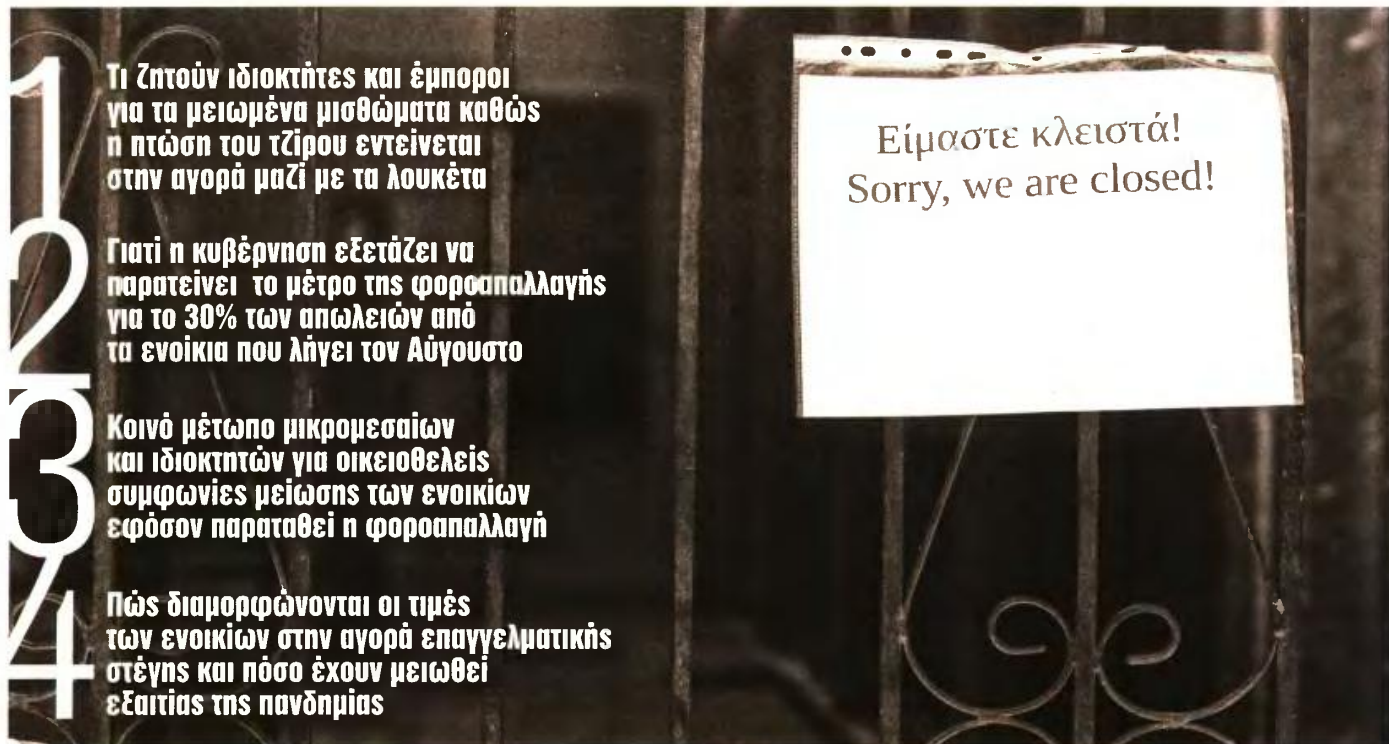 1
Τι ζητούν ιδιοκτήτες και έμποροι
για τα μειωμένα μισθώματα καθώς
η πτώση του τζίρου εντείνεται
στην αγορά μαζί με τα λουκέτα
2
Γιατί η κυβέρνηση εξετάζει να
παρατείνει το μέτρο της φοροαπαλλαγής
για το 30% των απωλειών από
τα ενοίκια που λήγει τον Αύγουστο
3
Κοινό μέτωπο μικρομεσαίων
και ιδιοκτητών για οικειοθελείς
συμφωνίες μείωσης των ενοικίων
εφόσον παραταθεί η φοροαπαλλαγή
4
Πώς διαμορφώνονται οι τιμές
των ενοικίων στην αγορά επαγγελματικής
στέγης και πόσο έχουν μειωθεί
εξαιτίας της πανδημίας
Είμαστε κλειστά!
Sorry, we are closed!